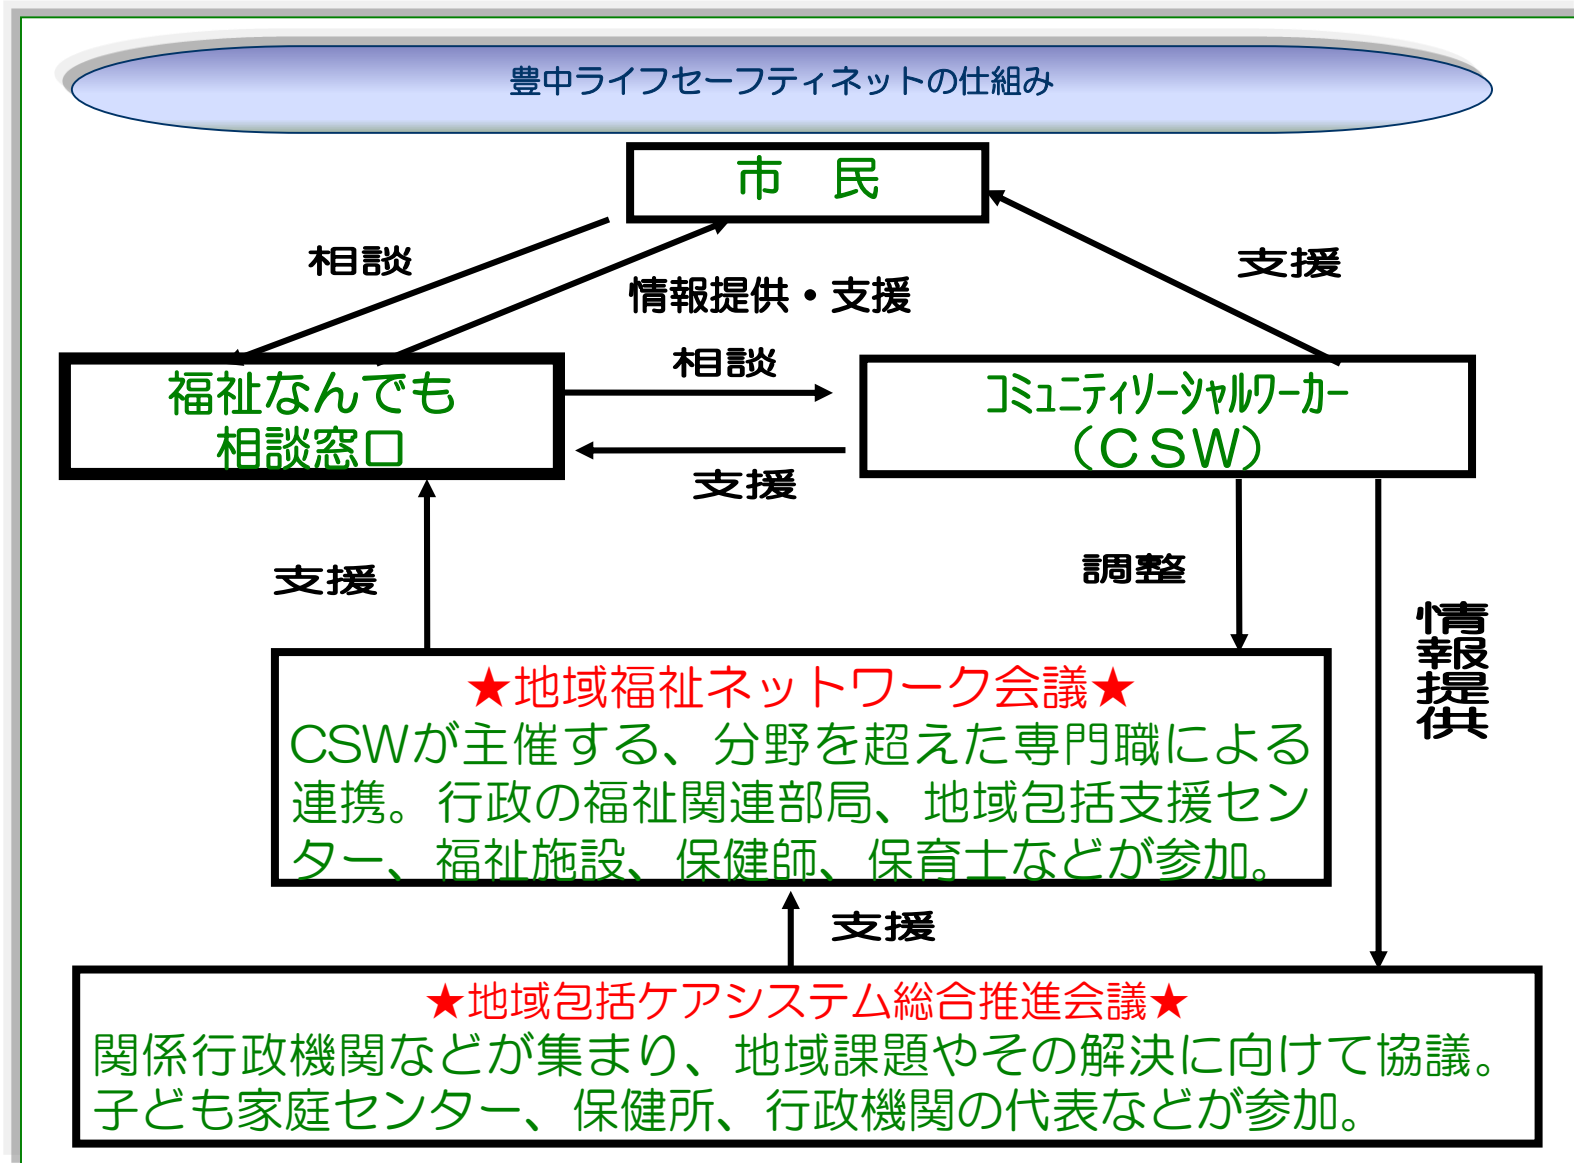 豊中ライフセーフティネットの仕組み
市　民
相談
支援
情報提供・支援
相談
福祉なんでも
相談窓口
ｺﾐｭﾆﾃｨｿｰｼｬﾙﾜｰｶｰ
（ＣＳＷ）
支援
支援
調整
情報提供
★地域福祉ネットワーク会議★
CSWが主催する、分野を超えた専門職による
連携。行政の福祉関連部局、地域包括支援セン
ター、福祉施設、保健師、保育士などが参加。
支援
★地域包括ケアシステム総合推進会議★
関係行政機関などが集まり、地域課題やその解決に向けて協議。
子ども家庭センター、保健所、行政機関の代表などが参加。